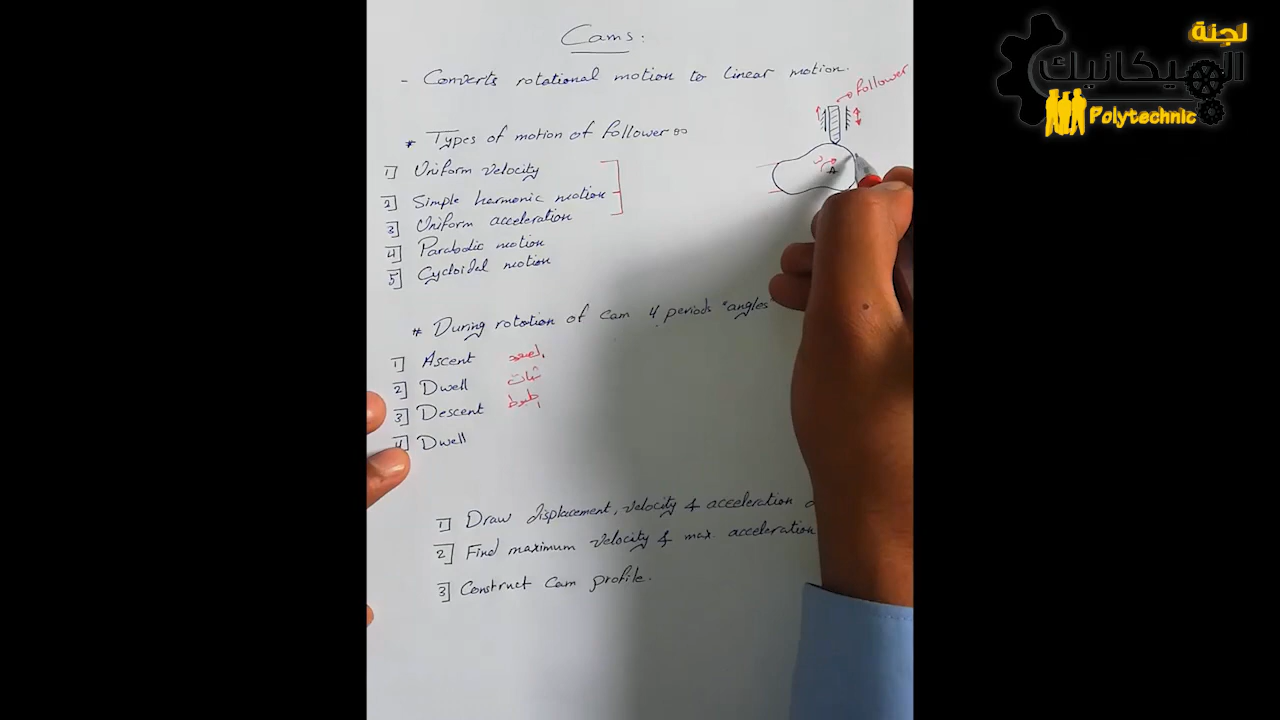 لجنة
الميكانيك
Polytechnic
Cams:
- Converts rotational motion to linear motion.
follower
* Types of motion of follower
1 Uniform velocity
2 Simple harmonic motion
3 Uniform acceleration
4 Parabolic motion
5 Cycloidal motion
ω
A
* During rotation of cam 4 periods "angles"
1 Ascent صعود
2 Dwell ثبات
3 Descent هبوط
4 Dwell
1 Draw displacement, velocity & acceleration
2 Find maximum velocity & max. acceleration
3 Construct Cam profile.